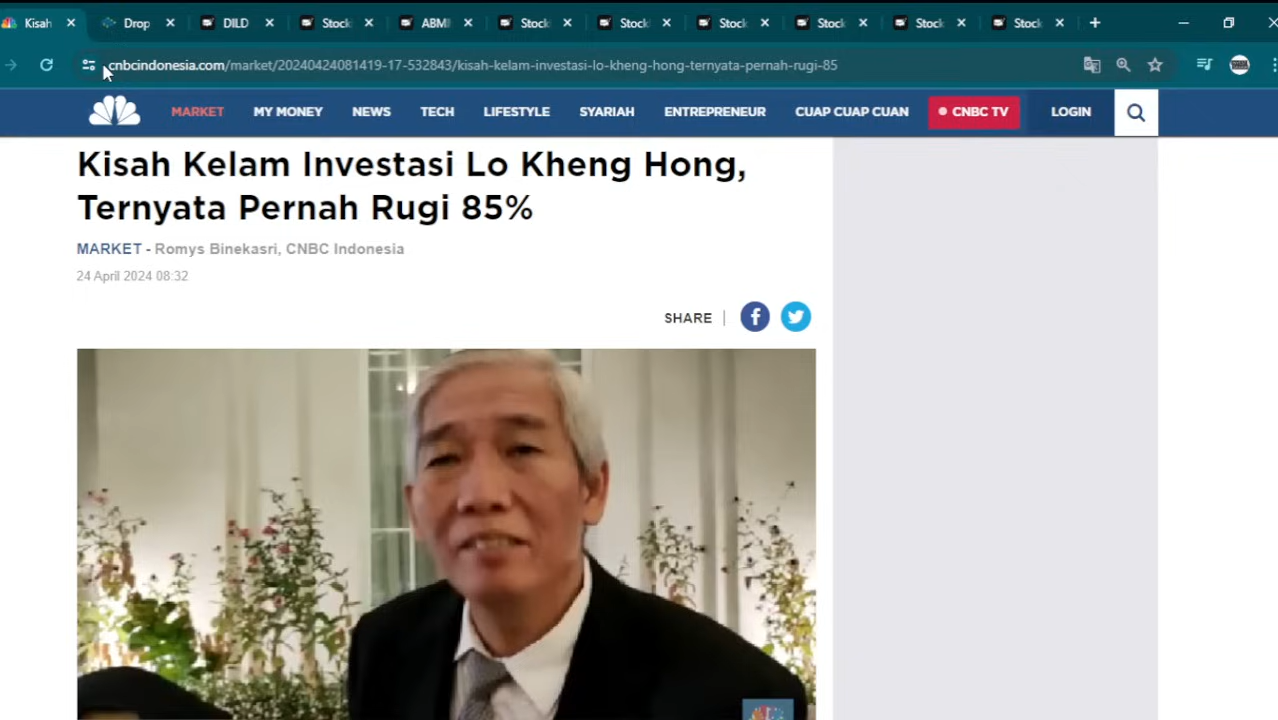 Kisah
Drop
DILD
Stock
ABM
Stock
Stock
Stock
Stock
Stock
Stock
cnbcindonesia.com/market/20240424081419-17-532843/kisah-kelam-investasi-lo-kheng-hong-ternyata-pernah-rugi-85
MARKET
MY MONEY
NEWS
TECH
LIFESTYLE
SYARIAH
ENTREPRENEUR
CUAP CUAP CUAN
CNBC TV
LOGIN
Kisah Kelam Investasi Lo Kheng Hong,
Ternyata Pernah Rugi 85%
MARKET - Romys Binekasri, CNBC Indonesia
24 April 2024 08:32
SHARE